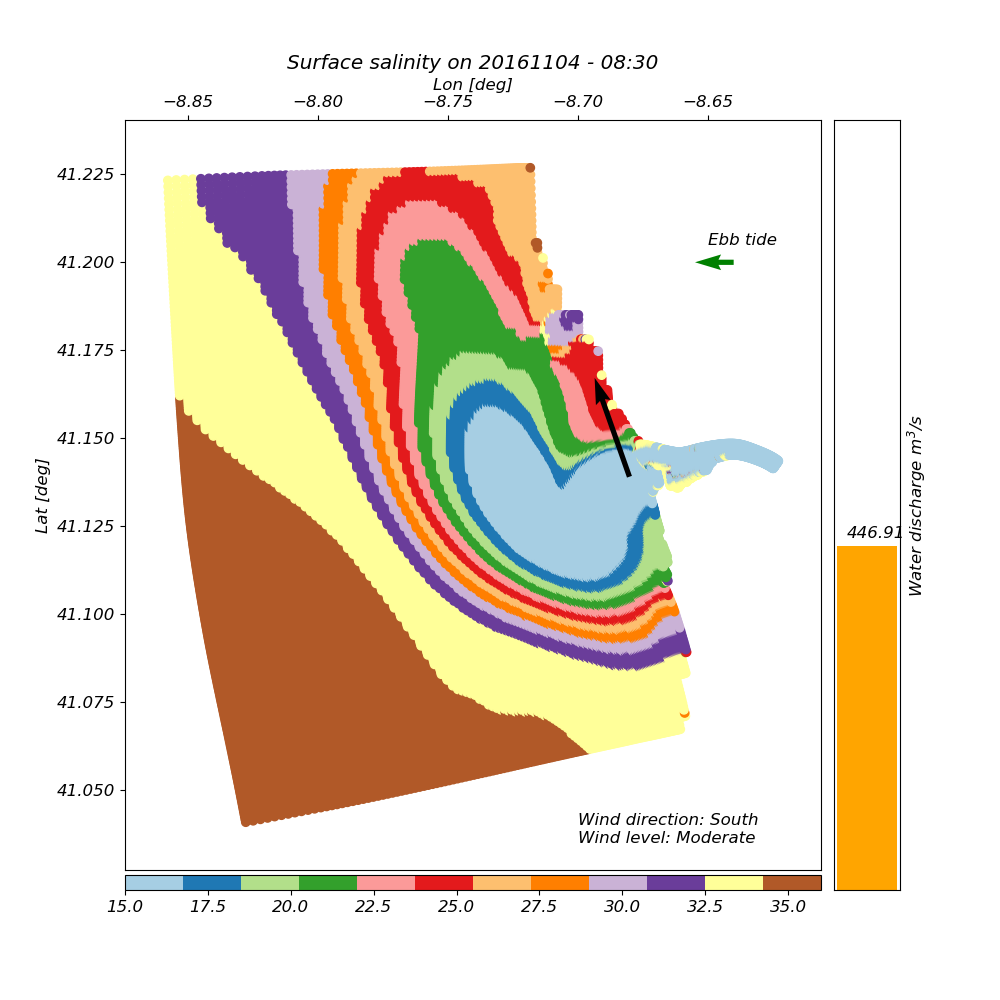 Surface salinity on 20161104 - 08:30
Lon [deg]
−8.85 −8.80 −8.75 −8.70 −8.65
41.225
41.200
41.175
41.150
41.125
41.100
41.075
41.050
Lat [deg]
Ebb tide
Wind direction: South
Wind level: Moderate
446.91
Water discharge m³/s
15.0 17.5 20.0 22.5 25.0 27.5 30.0 32.5 35.0